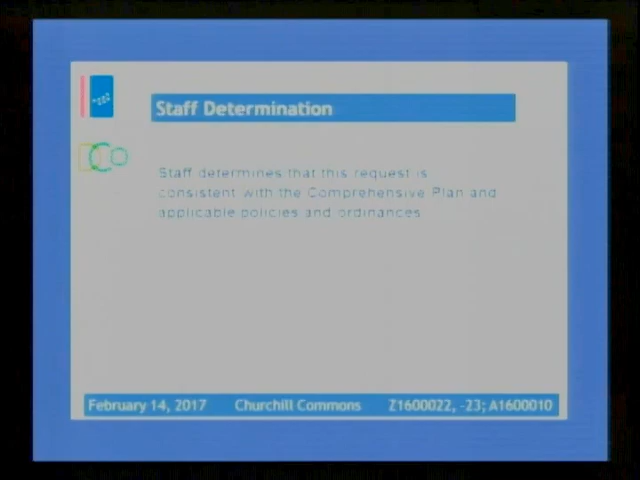 Staff Determination
Staff determines that this request is
consistent with the Comprehensive Plan and
applicable policies and ordinances
February 14, 2017 Churchill Commons Z1600022, -23; A1600010